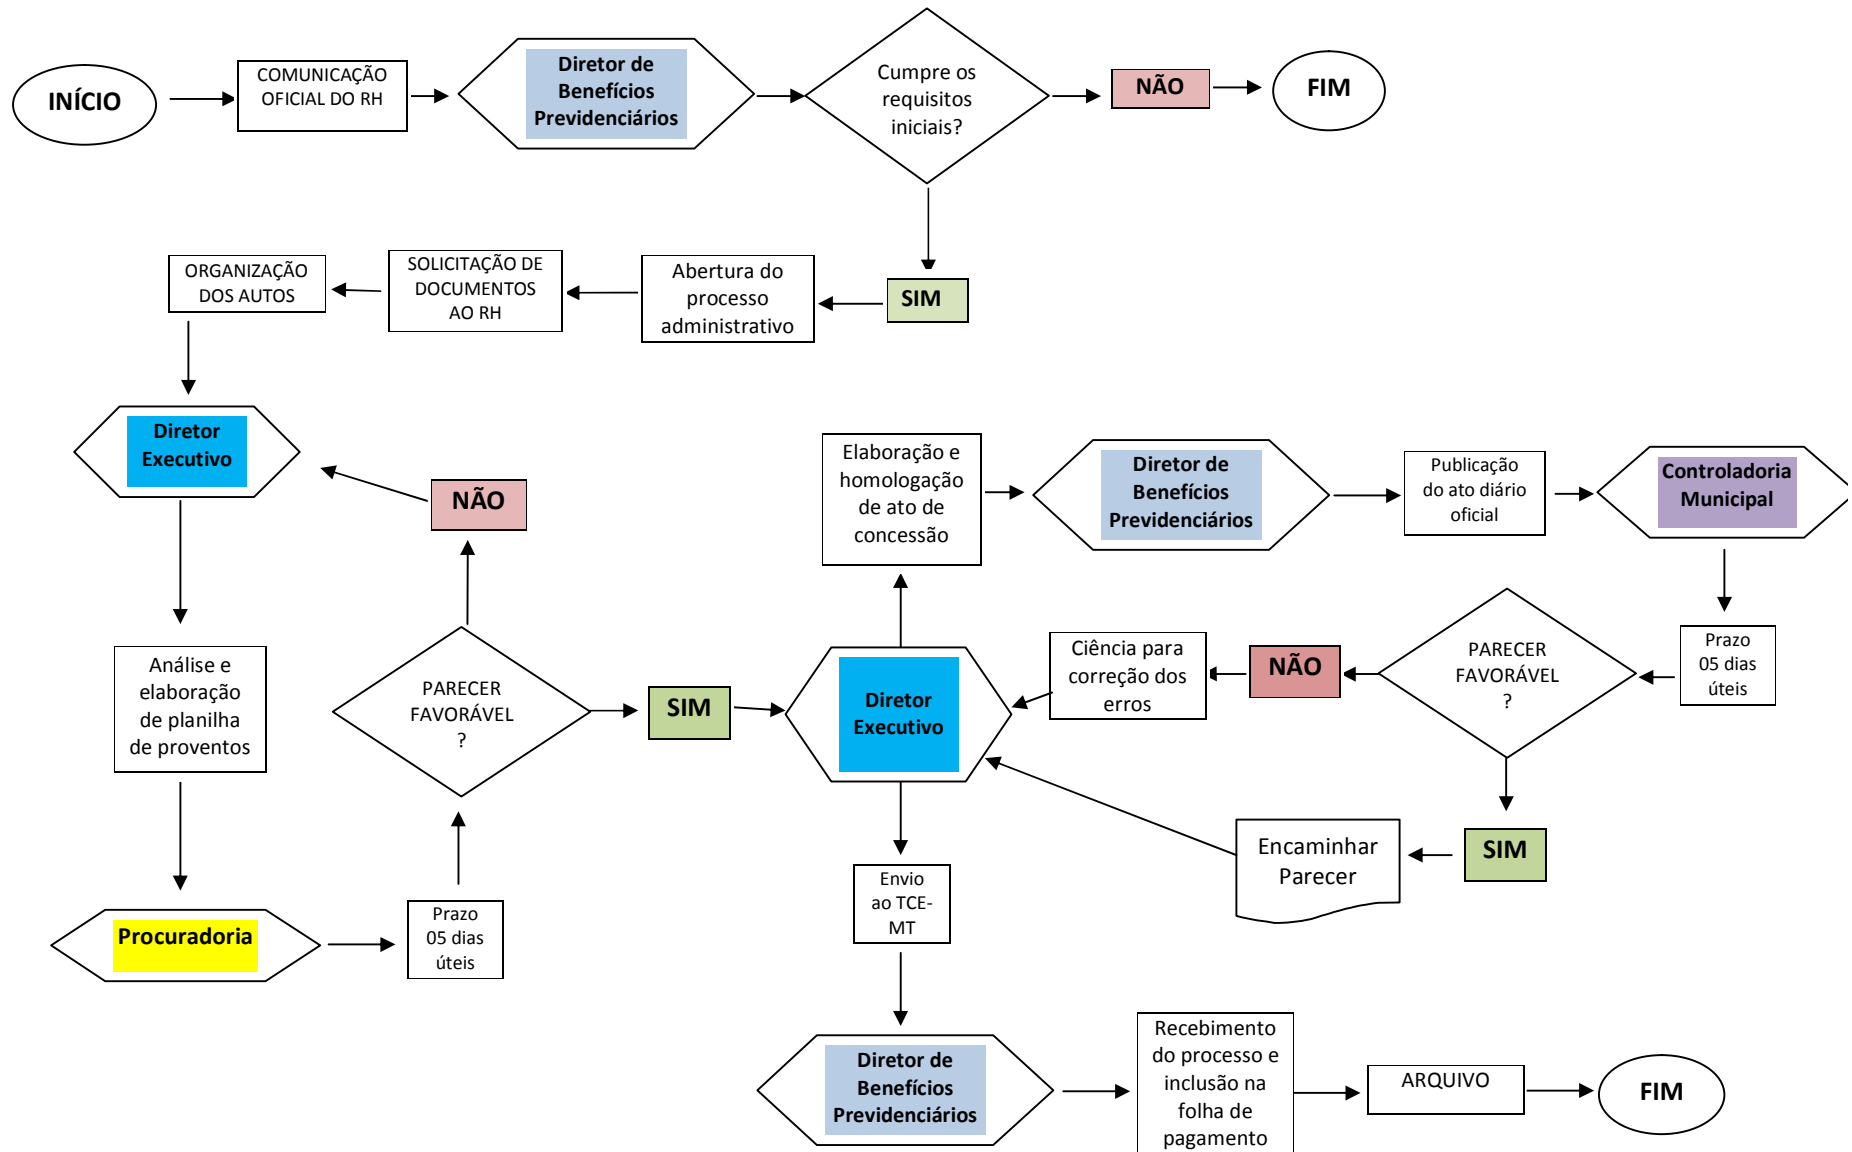 INÍCIO
COMUNICAÇÃO
OFICIAL DO RH
Diretor de
Benefícios
Previdenciários
Cumpre os
requisitos
iniciais?
NÃO
FIM
SIM
Abertura do
processo
administrativo
SOLICITAÇÃO DE
DOCUMENTOS
AO RH
ORGANIZAÇÃO
DOS AUTOS
Diretor
Executivo
Análise e
elaboração
de planilha
de proventos
Procuradoria
Prazo
05 dias
úteis
PARECER
FAVORÁVEL
?
NÃO
SIM
Diretor
Executivo
Elaboração e
homologação
de ato de
concessão
Diretor de
Benefícios
Previdenciários
Publicação
do ato diário
oficial
Controladoria
Municipal
Prazo
05 dias
úteis
PARECER
FAVORÁVEL
?
NÃO
Ciência para
correção dos
erros
SIM
Encaminhar
Parecer
Envio
ao TCE-
MT
Diretor de
Benefícios
Previdenciários
Recebimento
do processo e
inclusão na
folha de
pagamento
ARQUIVO
FIM